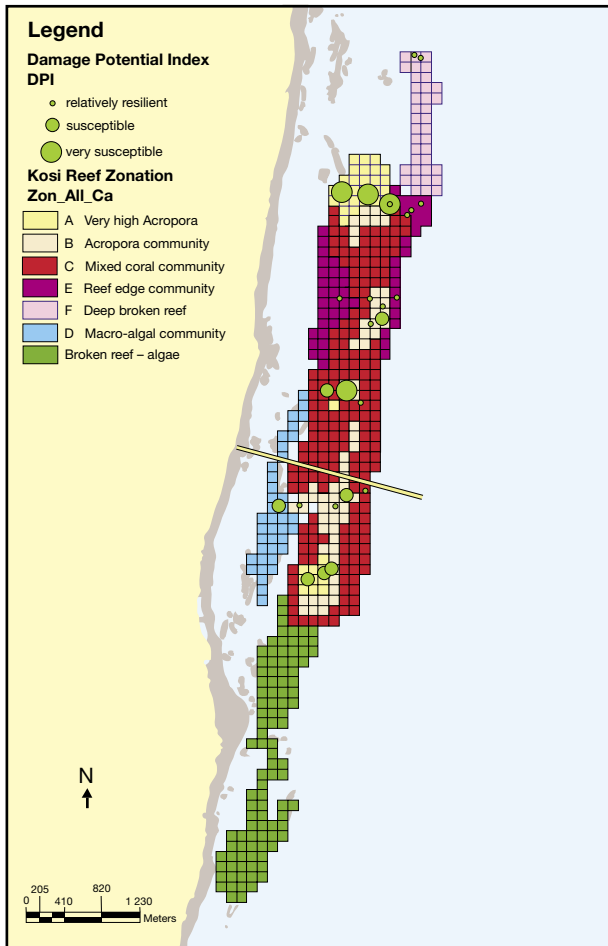 Legend
Damage Potential Index
DPI
relatively resilient
susceptible
very susceptible
Kosi Reef Zonation
Zon_All_Ca
A Very high Acropora
B Acropora community
C Mixed coral community
E Reef edge community
F Deep broken reef
D Macro-algal community
Broken reef – algae
N
205 820
0 410 1 230
Meters